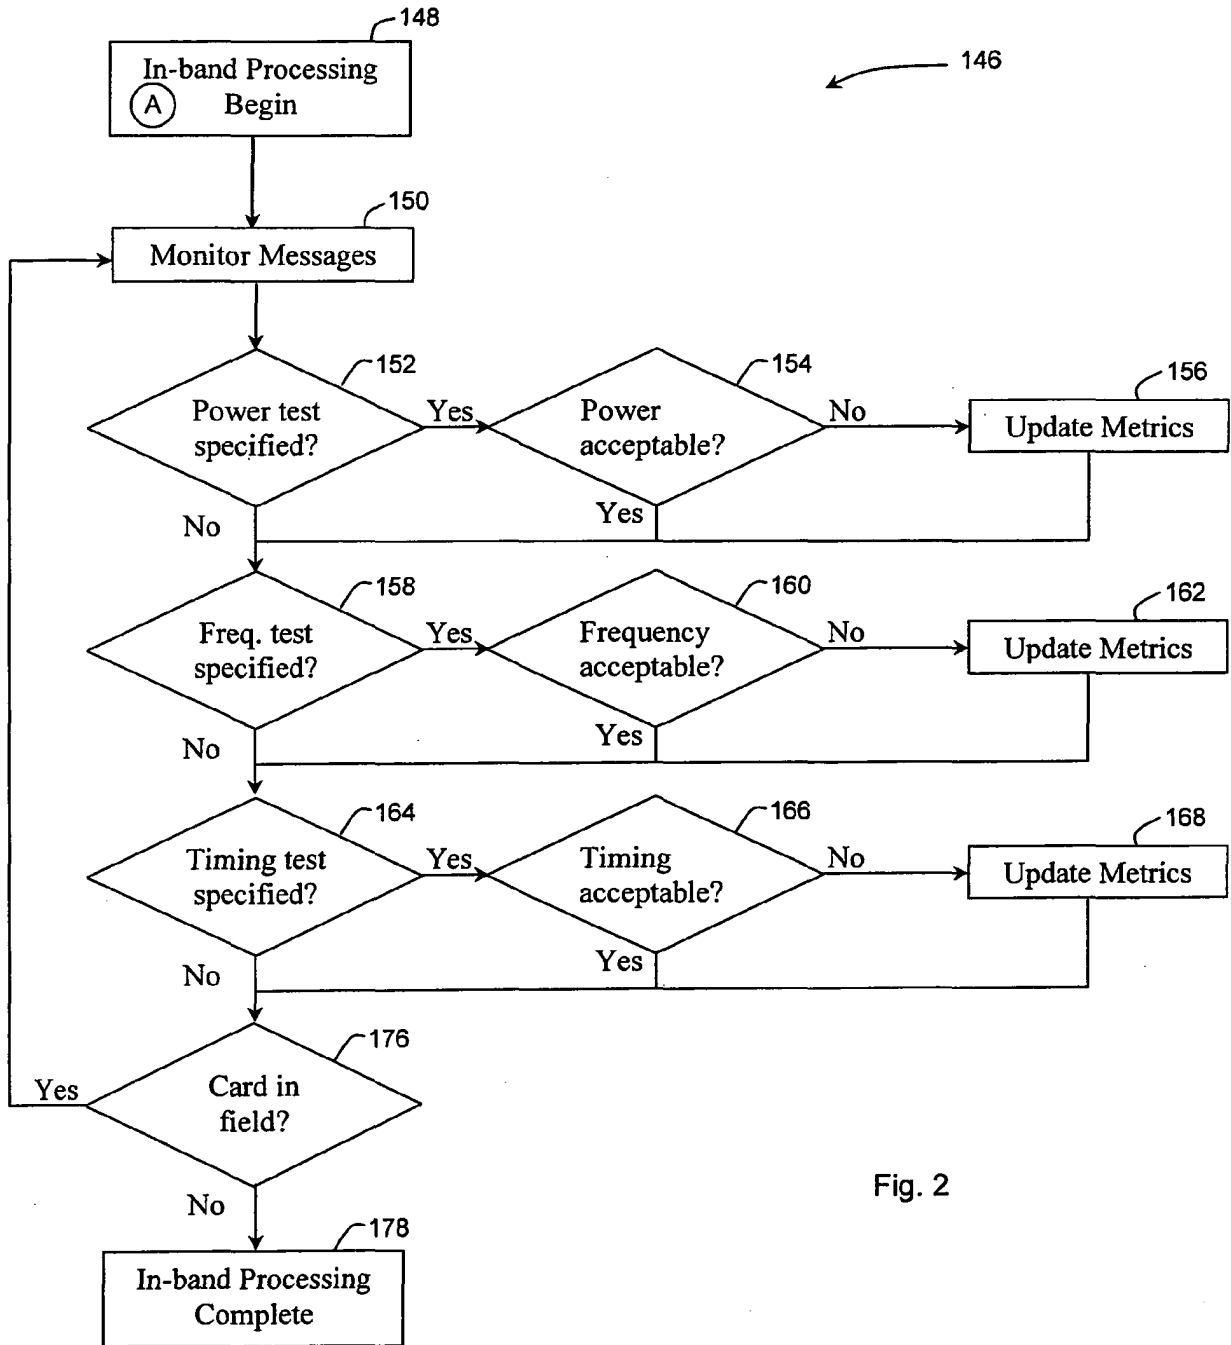 148
In-band Processing
A Begin
146
150
Monitor Messages
152
154
156
Power test
specified?
Yes
Power
acceptable?
No
Update Metrics
No
Yes
158
160
162
Freq. test
specified?
Yes
Frequency
acceptable?
No
Update Metrics
No
Yes
164
166
168
Timing test
specified?
Yes
Timing
acceptable?
No
Update Metrics
No
Yes
176
Yes
Card in
field?
No
Fig. 2
178
In-band Processing
Complete